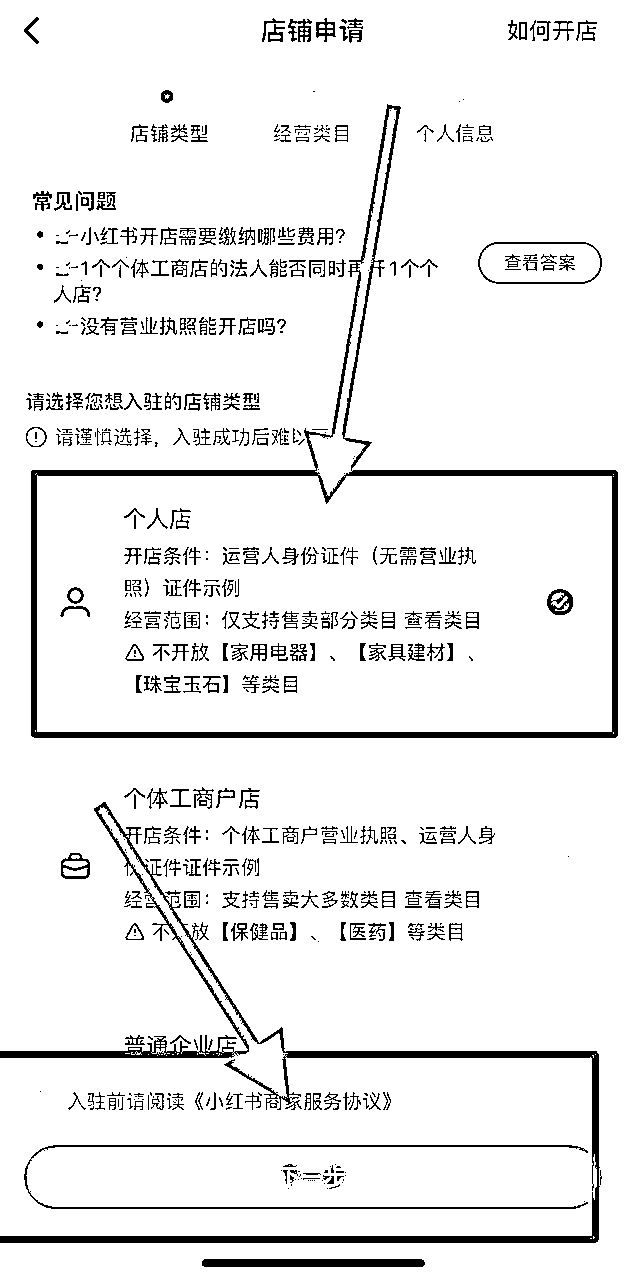 店铺申请
如何开店
店铺类型
经营类目
个人信息
常见问题
小红书开店需要缴纳哪些费用?
查看答案
1个个体工商店的法人能否同时再开1个个
人店?
没有营业执照能开店吗?
请选择您想入驻的店铺类型
请谨慎选择，入驻成功后难以
个人店
开店条件：运营人身份证件（无需营业执
照）证件示例
经营范围：仅支持售卖部分类目 查看类目
不开放【家用电器】、【家具建材】、
【珠宝玉石】等类目
个体工商户店
开店条件：个体工商户营业执照、运营人身
份证件证件示例
经营范围：支持售卖大多数类目 查看类目
不开放【保健品】、【医药】等类目
普通企业店
入驻前请阅读《小红书商家服务协议》
下一步